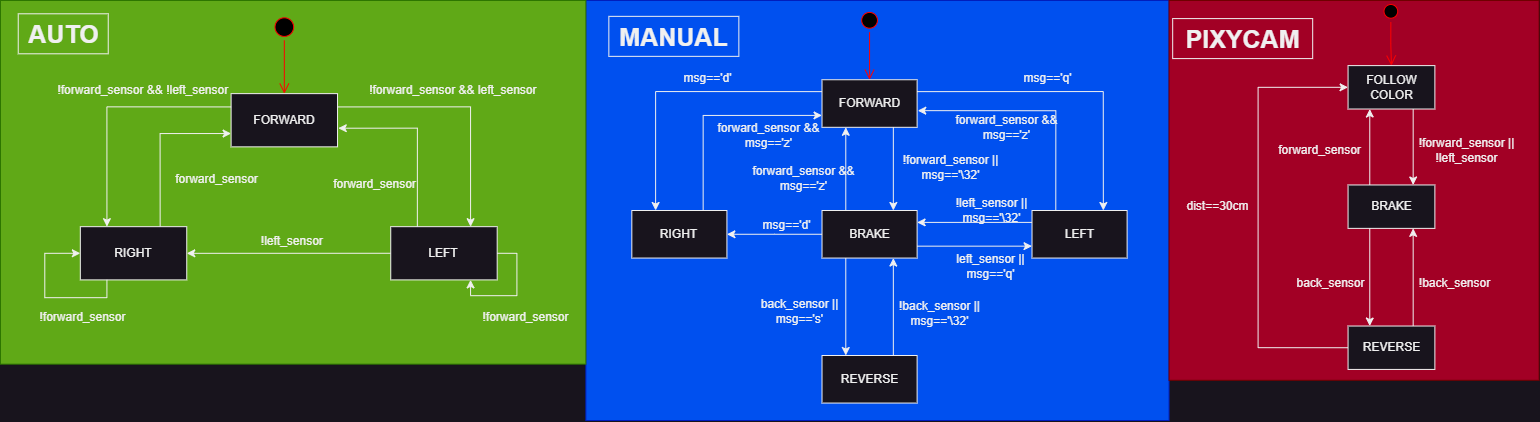 AUTO
!forward_sensor && !left_sensor
!forward_sensor && left_sensor
FORWARD
forward_sensor
forward_sensor
RIGHT
!left_sensor
LEFT
!forward_sensor
!forward_sensor
MANUAL
msg=='d'
msg=='q'
FORWARD
forward_sensor &&
msg=='z'
forward_sensor &&
msg=='z'
forward_sensor &&
msg=='z'
!forward_sensor ||
msg=='\32'
!left_sensor ||
msg=='\32'
RIGHT
msg=='d'
BRAKE
LEFT
left_sensor ||
msg=='q'
back_sensor ||
msg=='s'
!back_sensor ||
msg=='\32'
REVERSE
PIXYCAM
FOLLOW
COLOR
forward_sensor
!forward_sensor ||
!left_sensor
dist==30cm
BRAKE
back_sensor
!back_sensor
REVERSE